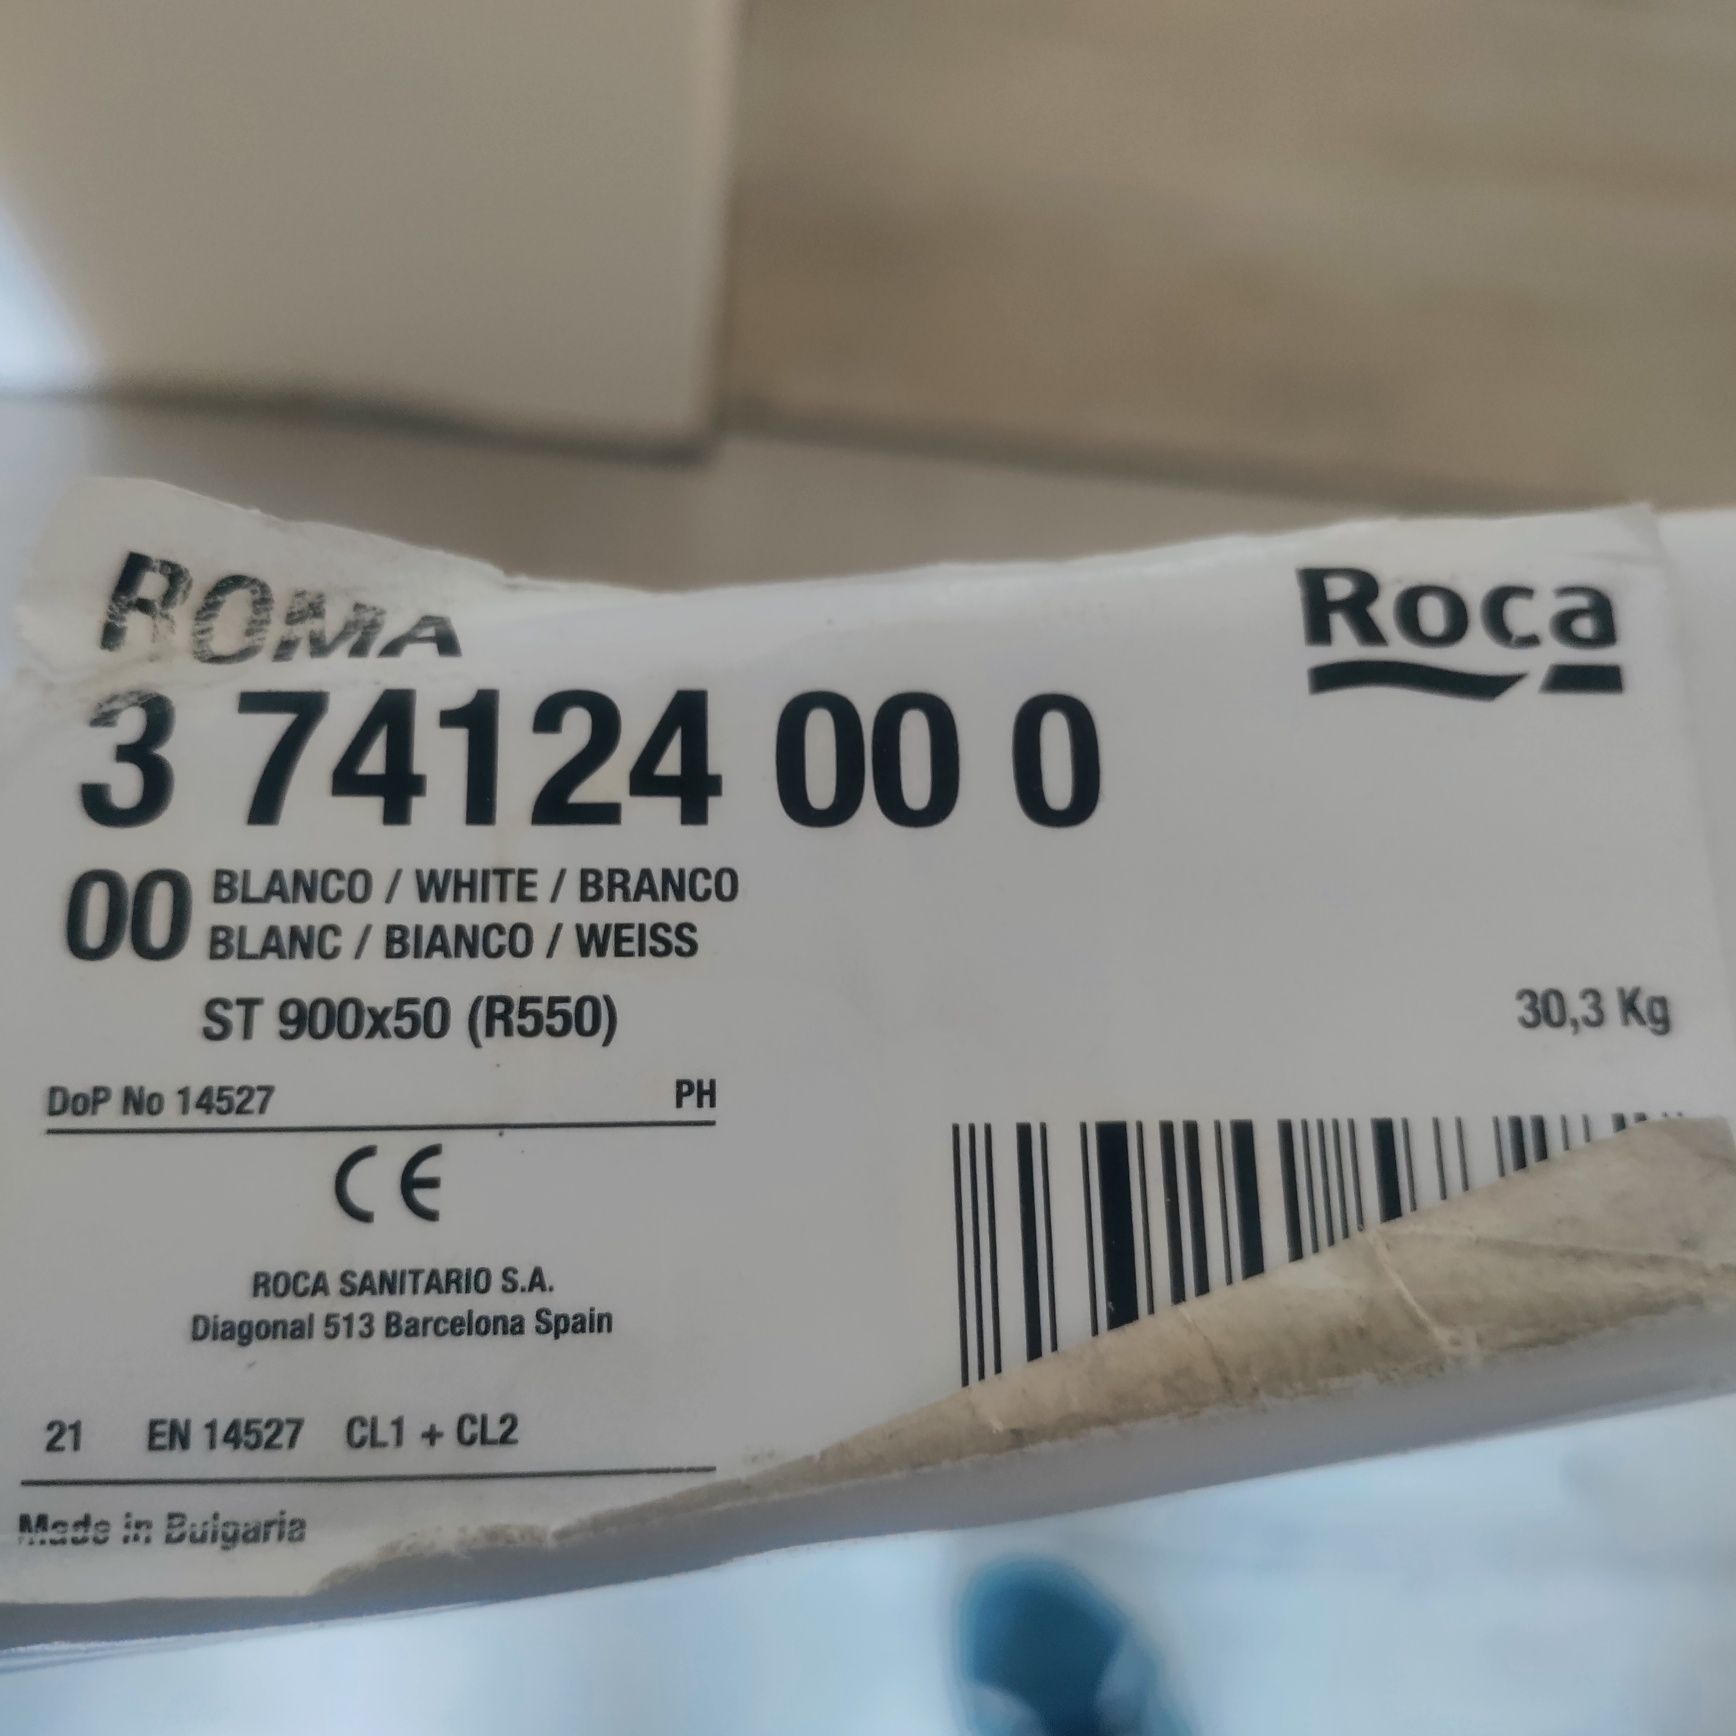 ROMA
Roca
3 74124 00 0
00 BLANCO / WHITE / BRANCO
BLANC / BIANCO / WEISS
ST 900x50 (R550)
30,3 Kg
DoP No 14527 PH
CE
ROCA SANITARIO S.A.
Diagonal 513 Barcelona Spain
21 EN 14527 CL1 + CL2
Made in Bulgaria